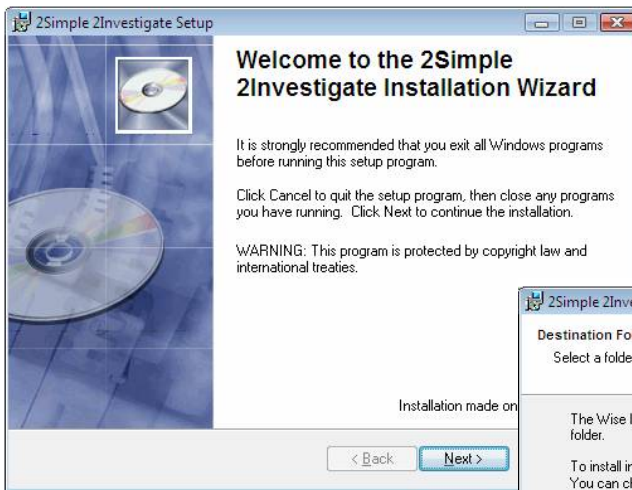 2Simple 2Investigate Setup
Welcome to the 2Simple
2Investigate Installation Wizard
It is strongly recommended that you exit all Windows programs
before running this setup program.
Click Cancel to quit the setup program, then close any programs
you have running. Click Next to continue the installation.
WARNING: This program is protected by copyright law and
international treaties.
Installation made on
< Back
Next >
2Simple 2Inve
Destination Fo
Select a folde
The Wise I
folder.
To install in
You can cl